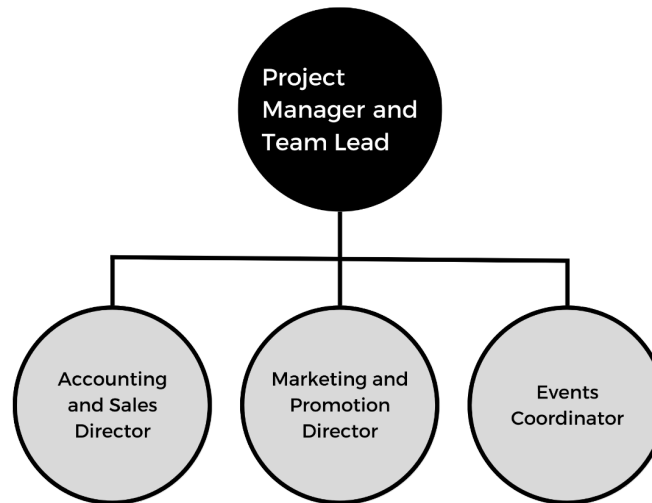 Project
Manager and
Team Lead
Accounting
and Sales
Director
Marketing and
Promotion
Director
Events
Coordinator